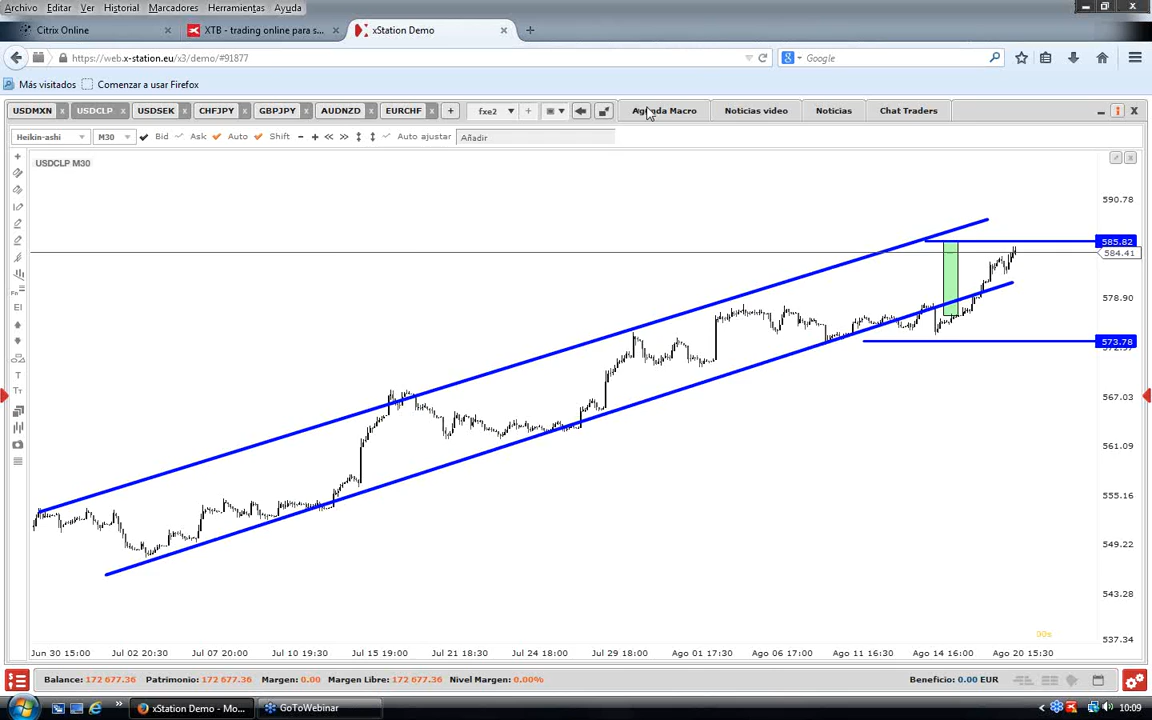 Archivo Editar Ver Historial Marcadores Herramientas Ayuda
Citrix Online
XTB - trading online para s...
xStation Demo
https://web.x-station.eu/x3/demo/#91877
Google
Más visitados
Comenzar a usar Firefox
USDMXN
USDCLP
USDSEK
CHFJPY
GBPJPY
AUDNZD
EURCHF
fxe2
Agenda Macro
Noticias video
Noticias
Chat Traders
Heikin-ashi
M30
Bid
Ask
Auto
Shift
Auto ajustar
Añadir
USDCLP M30
590.78
585.82
584.41
578.90
573.78
567.03
561.09
555.16
549.22
543.28
537.34
00s
Jun 30 15:00
Jul 02 20:00
Jul 07 20:00
Jul 10 19:30
Jul 15 19:00
Jul 21 18:30
Jul 24 18:00
Jul 29 18:00
Ago 01 17:30
Ago 06 17:00
Ago 11 16:30
Ago 14 16:00
Ago 20 15:30
Balance: 172 677.36
Patrimonio: 172 677.36
Margen: 0.00
Margen Libre: 172 677.36
Nivel Margen: 0.00%
Beneficio: 0.00 EUR
xStation Demo - Mo...
GoToWebinar
10:09